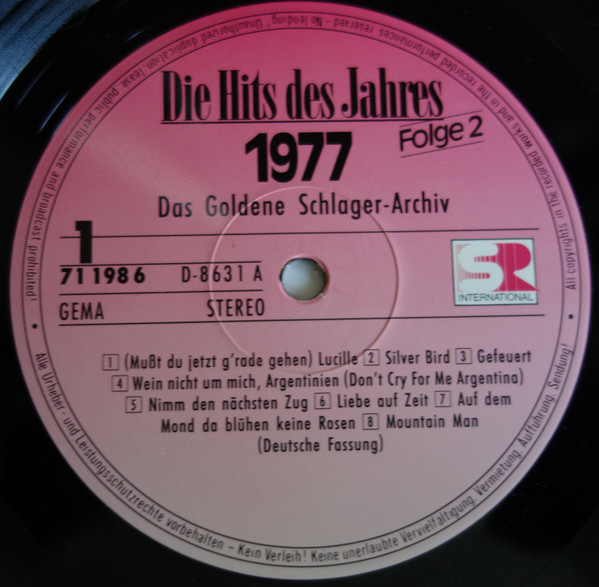 Die Hits des Jahres
1977
Folge 2
Das Goldene Schlager-Archiv
1
71 1986 D-8631 A
GEMA STEREO
SR
INTERNATIONAL
1 (Mußt du jetzt g'rade gehen) Lucille 2 Silver Bird 3 Gefeuert
4 Wein nicht um mich, Argentinien (Don't Cry For Me Argentina)
5 Nimm den nächsten Zug 6 Liebe auf Zeit 7 Auf dem
Mond da blühen keine Rosen 8 Mountain Man
(Deutsche Fassung)
All copyrights in the recorded works and in the recorded performances reserved – No lending! Unauthorized duplication, lease, public performance and broadcast prohibited!
• Alle Urheber- und Leistungsschutzrechte vorbehalten – Kein Verleih! Keine unerlaubte Vervielfältigung, Vermietung, Aufführung, Sendung! •